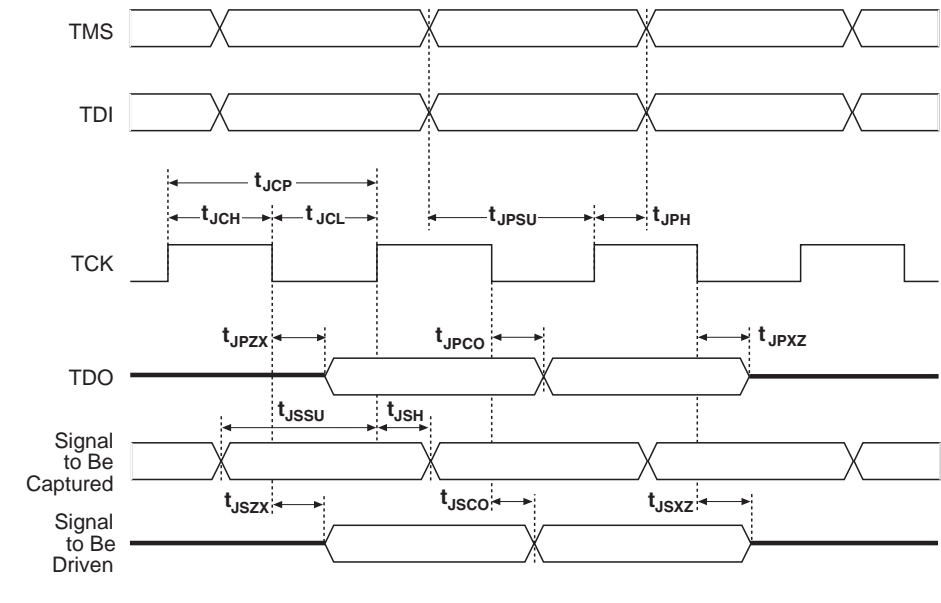 TMS
TDI
tJCP
tJCH
tJCL
tJPSU
tJPH
TCK
tJPZX
tJPCO
tJPXZ
TDO
tJSSU
tJSH
Signal
to Be
Captured
tJSZX
tJSCO
tJSXZ
Signal
to Be
Driven